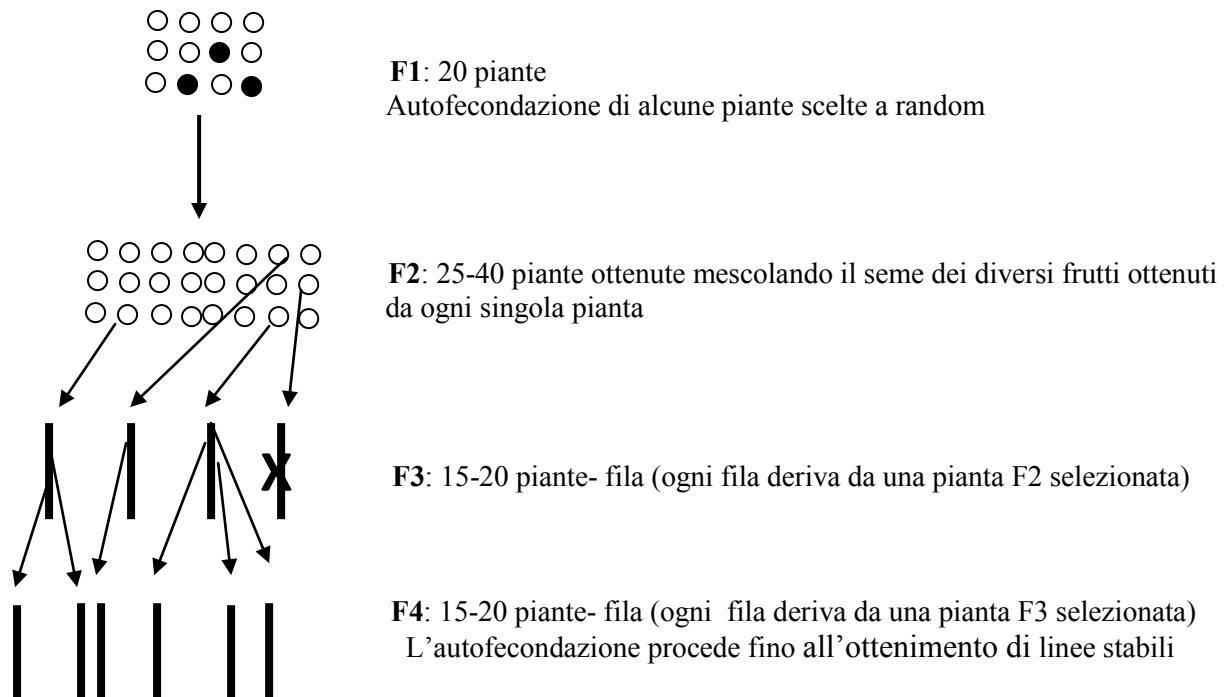 F1: 20 piante
Autofecondazione di alcune piante scelte a random
F2: 25-40 piante ottenute mescolando il seme dei diversi frutti ottenuti
da ogni singola pianta
X
F3: 15-20 piante- fila (ogni fila deriva da una pianta F2 selezionata)
F4: 15-20 piante- fila (ogni fila deriva da una pianta F3 selezionata)
L’autofecondazione procede fino all’ottenimento di linee stabili